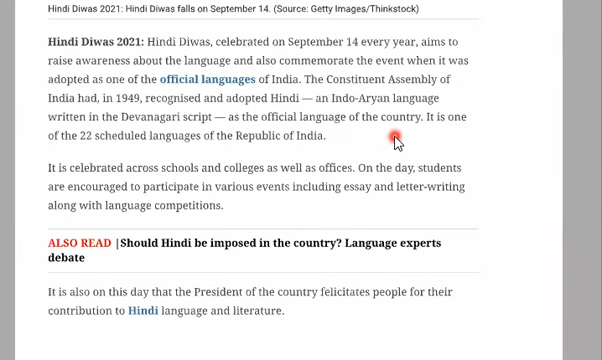 Hindi Diwas 2021: Hindi Diwas falls on September 14. (Source: Getty Images/Thinkstock)
Hindi Diwas 2021: Hindi Diwas, celebrated on September 14 every year, aims to
raise awareness about the language and also commemorate the event when it was
adopted as one of the official languages of India. The Constituent Assembly of
India had, in 1949, recognised and adopted Hindi — an Indo-Aryan language
written in the Devanagari script — as the official language of the country. It is one
of the 22 scheduled languages of the Republic of India.
It is celebrated across schools and colleges as well as offices. On the day, students
are encouraged to participate in various events including essay and letter-writing
along with language competitions.
ALSO READ |Should Hindi be imposed in the country? Language experts
debate
It is also on this day that the President of the country felicitates people for their
contribution to Hindi language and literature.